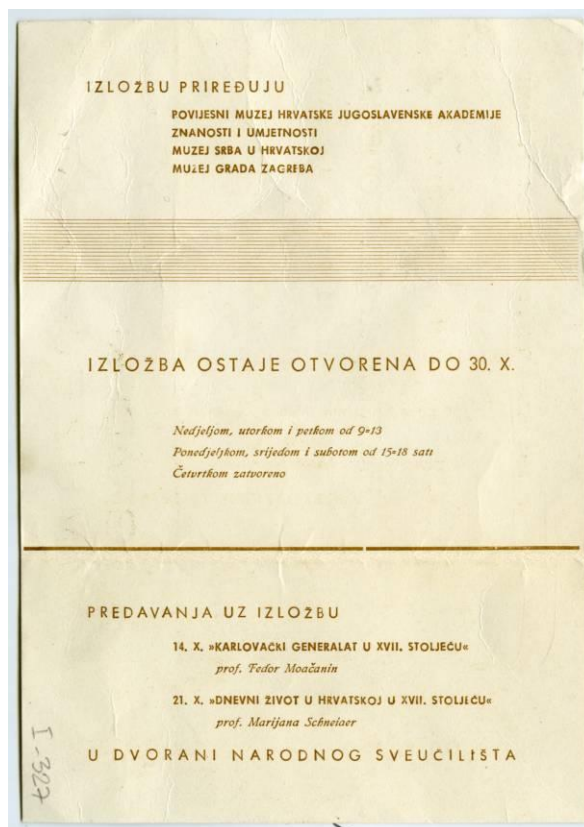 IZLOŽBU PRIREĐUJU
POVIJESNI MUZEJ HRVATSKE JUGOSLAVENSKE AKADEMIJE
ZNANOSTI I UMJETNOSTI
MUZEJ SRBA U HRVATSKOJ
MUZEJ GRADA ZAGREBA
IZLOŽBA OSTAJE OTVORENA DO 30. X.
Nedjeljom, utorkom i petkom od 9-13
Ponedjeljkom, srijedom i subotom od 15-18 sati
Četvrtkom zatvoreno
PREDAVANJA UZ IZLOŽBU
14. X. »KARLOVAČKI GENERALAT U XVII. STOLJEĆU«
prof. Fedor Moačanin
21. X. »DNEVNI ŽIVOT U HRVATSKOJ U XVII. STOLJEĆU«
prof. Marijana Schneider
U DVORANI NARODNOG SVEUČILIŠTA
I-327